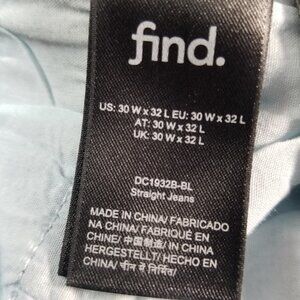 find.
US: 30 W x 32 L EU: 30 W x 32 L
AT: 30 W x 32 L
UK: 30 W x 32 L
DC1932B-BL
Straight Jeans
MADE IN CHINA/ FABRICADO
NA CHINA/ FABRIQUÉ EN
CHINE/ 中国制造/ IN CHINA
HERGESTELLT/ HECHO EN
CHINA/ चीन में निर्मित/